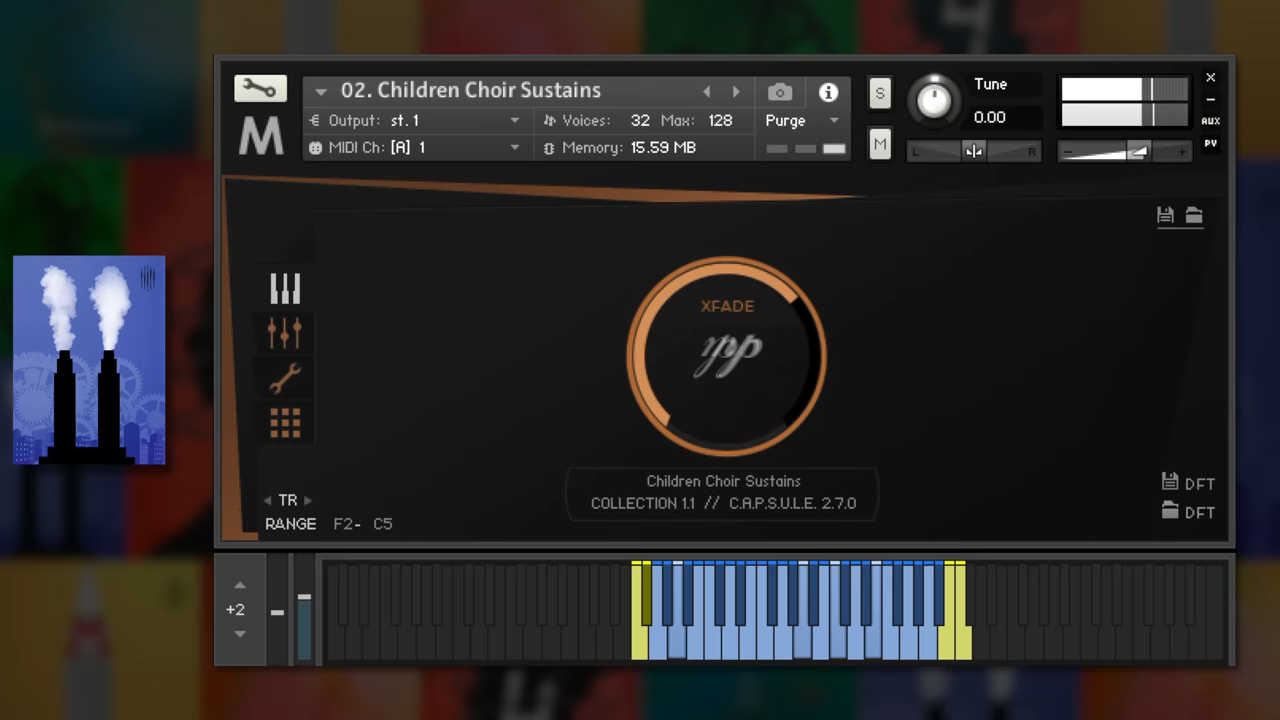 02. Children Choir Sustains
Output: st. 1
Voices: 32 Max: 128
Purge
MIDI Ch: [A] 1
Memory: 15.59 MB
S
M
Tune
0.00
L R
- +
AUX
PV
M
XFADE
pp
Children Choir Sustains
COLLECTION 1.1 // C.A.P.S.U.L.E. 2.7.0
TR
RANGE F2- C5
DFT
DFT
+2